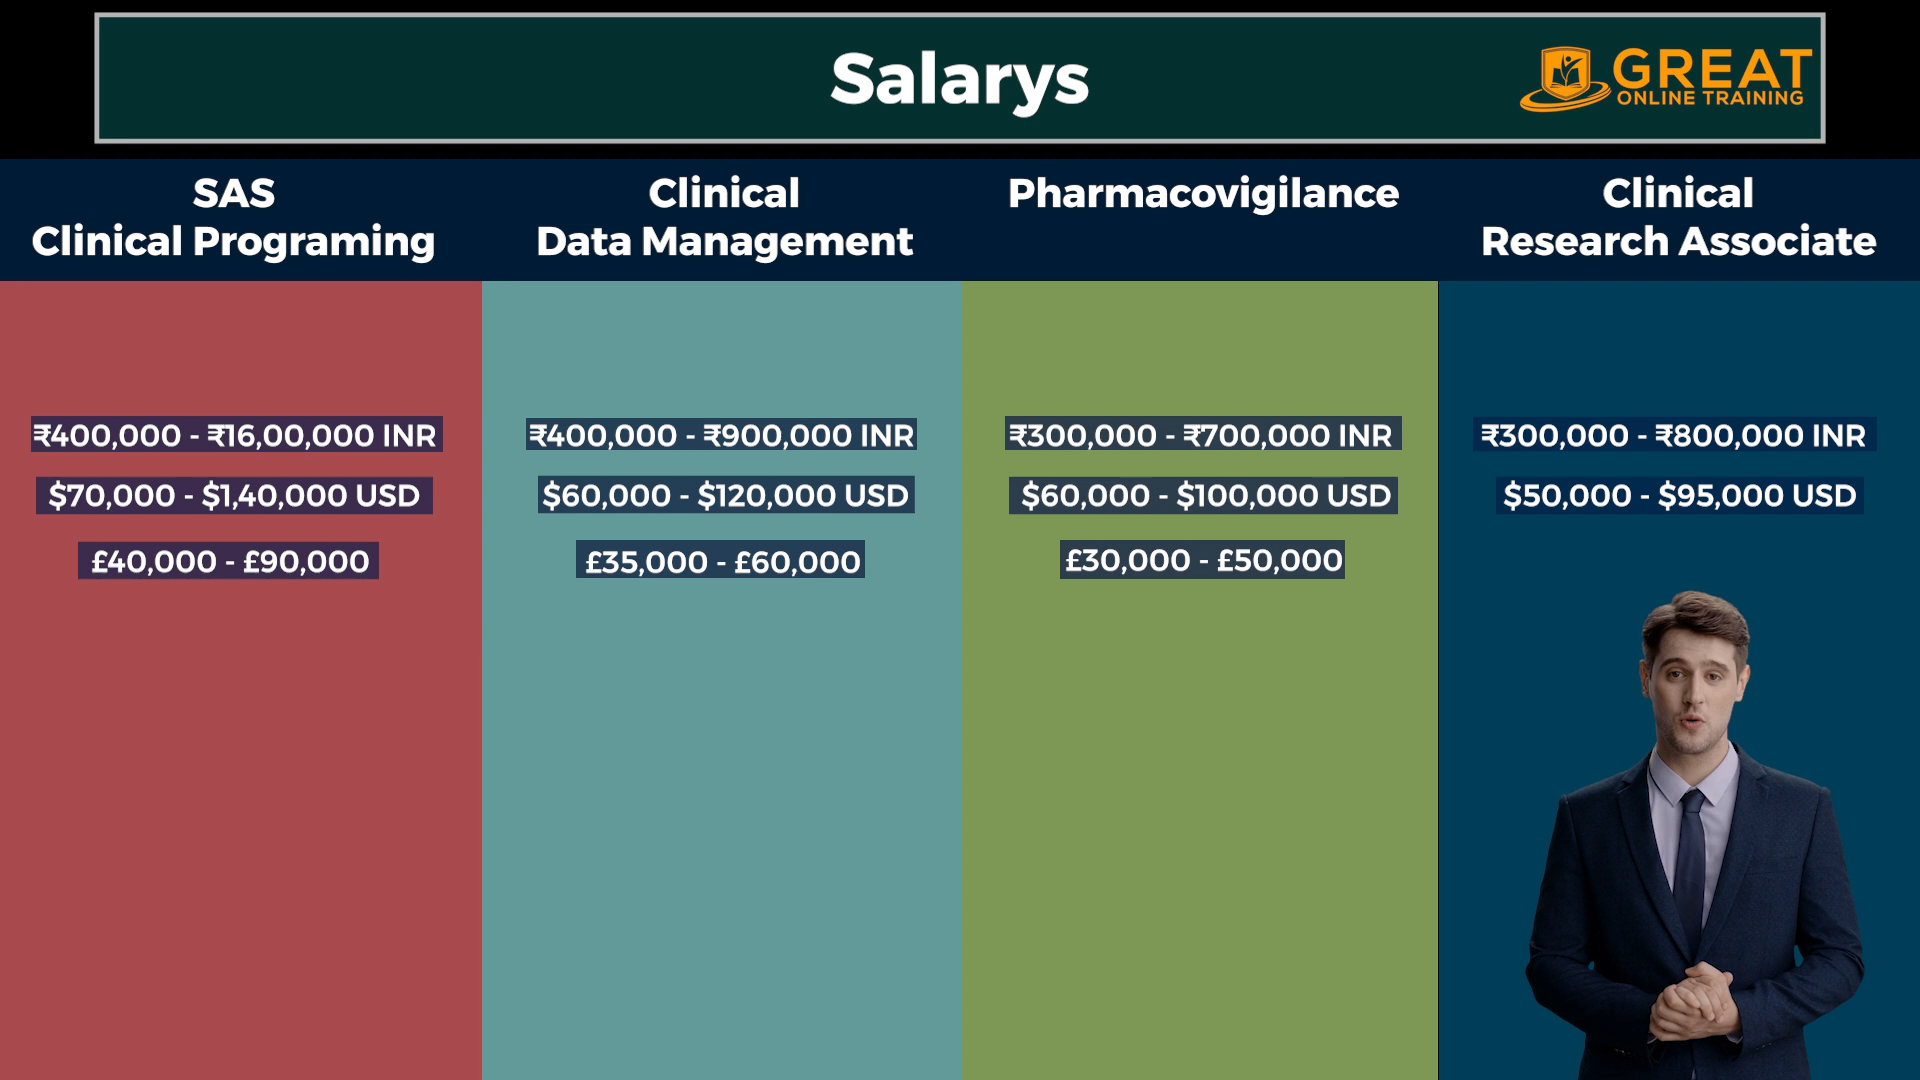 Salarys
GREAT
ONLINE TRAINING
SAS
Clinical Programing
₹400,000 - ₹16,00,000 INR
$70,000 - $1,40,000 USD
£40,000 - £90,000
Clinical
Data Management
₹400,000 - ₹900,000 INR
$60,000 - $120,000 USD
£35,000 - £60,000
Pharmacovigilance
₹300,000 - ₹700,000 INR
$60,000 - $100,000 USD
£30,000 - £50,000
Clinical
Research Associate
₹300,000 - ₹800,000 INR
$50,000 - $95,000 USD